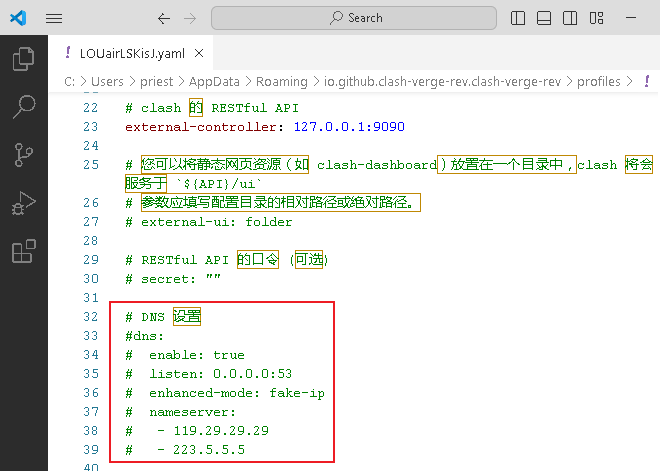 Search
! LOUairLSKisJ.yaml ×
C: > Users > priest > AppData > Roaming > io.github.clash-verge-rev.clash-verge-rev > profiles > !
22 # clash 的 RESTful API
23 external-controller: 127.0.0.1:9090
24
25 # 您可以将静态网页资源（如 clash-dashboard）放置在一个目录中，clash 将会
服务于 `${API}/ui`
26 # 参数应填写配置目录的相对路径或绝对路径。
27 # external-ui: folder
28
29 # RESTful API 的口令 (可选)
30 # secret: ""
31
32 # DNS 设置
33 #dns:
34 #  enable: true
35 #  listen: 0.0.0.0:53
36 #  enhanced-mode: fake-ip
37 #  nameserver:
38 #   - 119.29.29.29
39 #   - 223.5.5.5
40